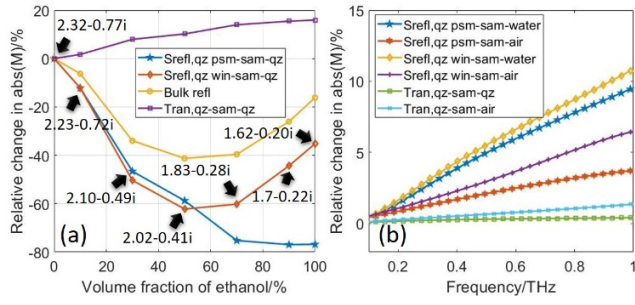 Relative change in abs(M)/%
20
0
-20
-40
-60
-80
2.32-0.77i
Srefl,qz psm-sam-qz
Srefl,qz win-sam-qz
Bulk refl
Tran,qz-sam-qz
2.23-0.72i
1.62-0.20i
1.83-0.28i
2.10-0.49i
1.7-0.22i
2.02-0.41i
(a)
0 20 40 60 80 100
Volume fraction of ethanol/%
Relative change in abs(M)/%
15
10
5
0
Srefl,qz psm-sam-water
Srefl,qz psm-sam-air
Srefl,qz win-sam-water
Srefl,qz win-sam-air
Tran,qz-sam-qz
Tran,qz-sam-air
(b)
0.2 0.4 0.6 0.8 1
Frequency/THz